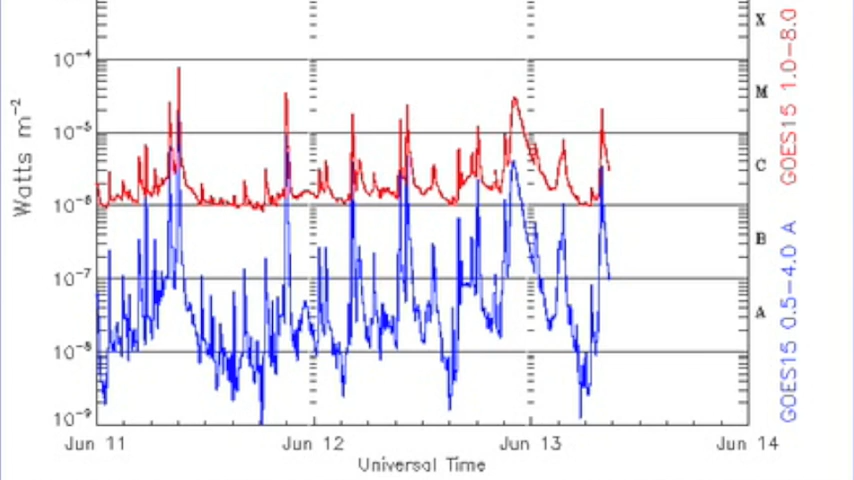 X
10⁻⁴
M
10⁻⁵
C
10⁻⁶
B
10⁻⁷
A
10⁻⁸
10⁻⁹
Watts m⁻²
Jun 11 Jun 12 Jun 13 Jun 14
Universal Time
GOES15 1.0-8.0
GOES15 0.5-4.0 A